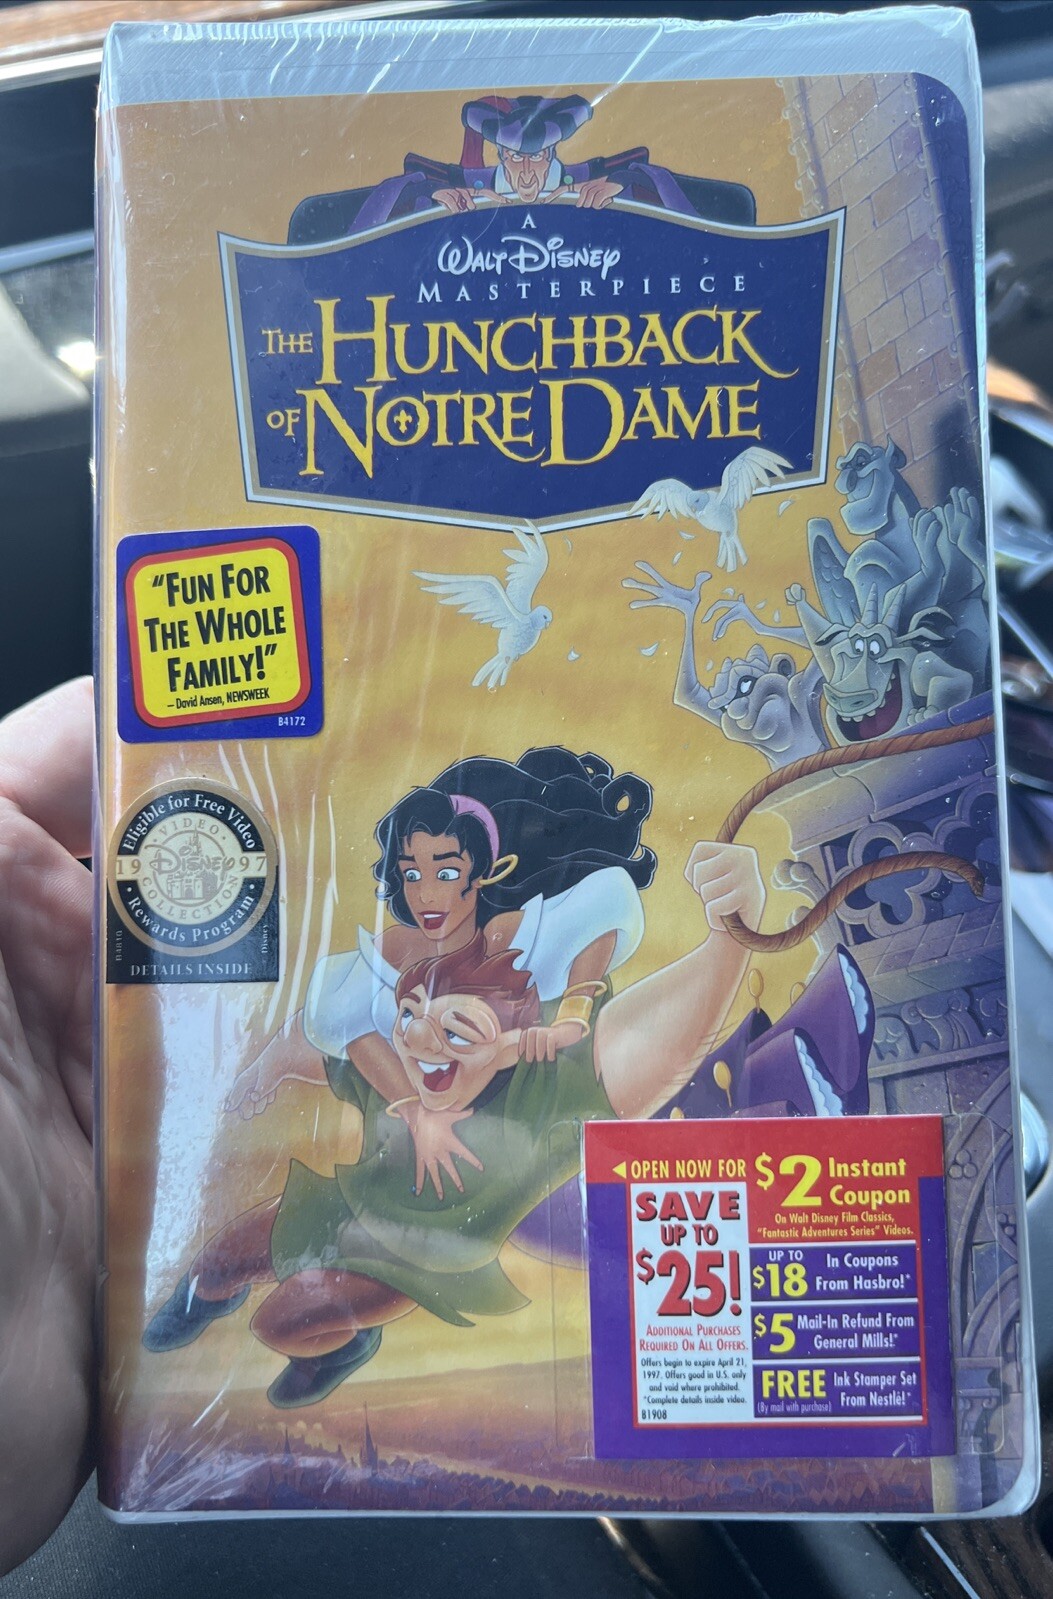 A
Walt Disney
MASTERPIECE
THE HUNCHBACK
OF NOTRE DAME
"FUN FOR
THE WHOLE
FAMILY!"
– David Ansen, NEWSWEEK
B4172
Eligible for Free Video
VIDEO
19 DISNEY 97
COLLECTION
Rewards Program
Disney
DETAILS INSIDE
OPEN NOW FOR $2 Instant
Coupon
On Walt Disney Film Classics,
"Fantastic Adventures Series" Videos.
SAVE
UP TO
$25!
ADDITIONAL PURCHASES
REQUIRED ON ALL OFFERS.
Offers begin to expire April 21,
1997. Offers good in U.S. only
and void where prohibited.
*Complete details inside video.
B1908
UP TO
$18 In Coupons
From Hasbro!*
$5 Mail-In Refund From
General Mills!*
FREE Ink Stamper Set
From Nestlé!*
(By mail with purchase)